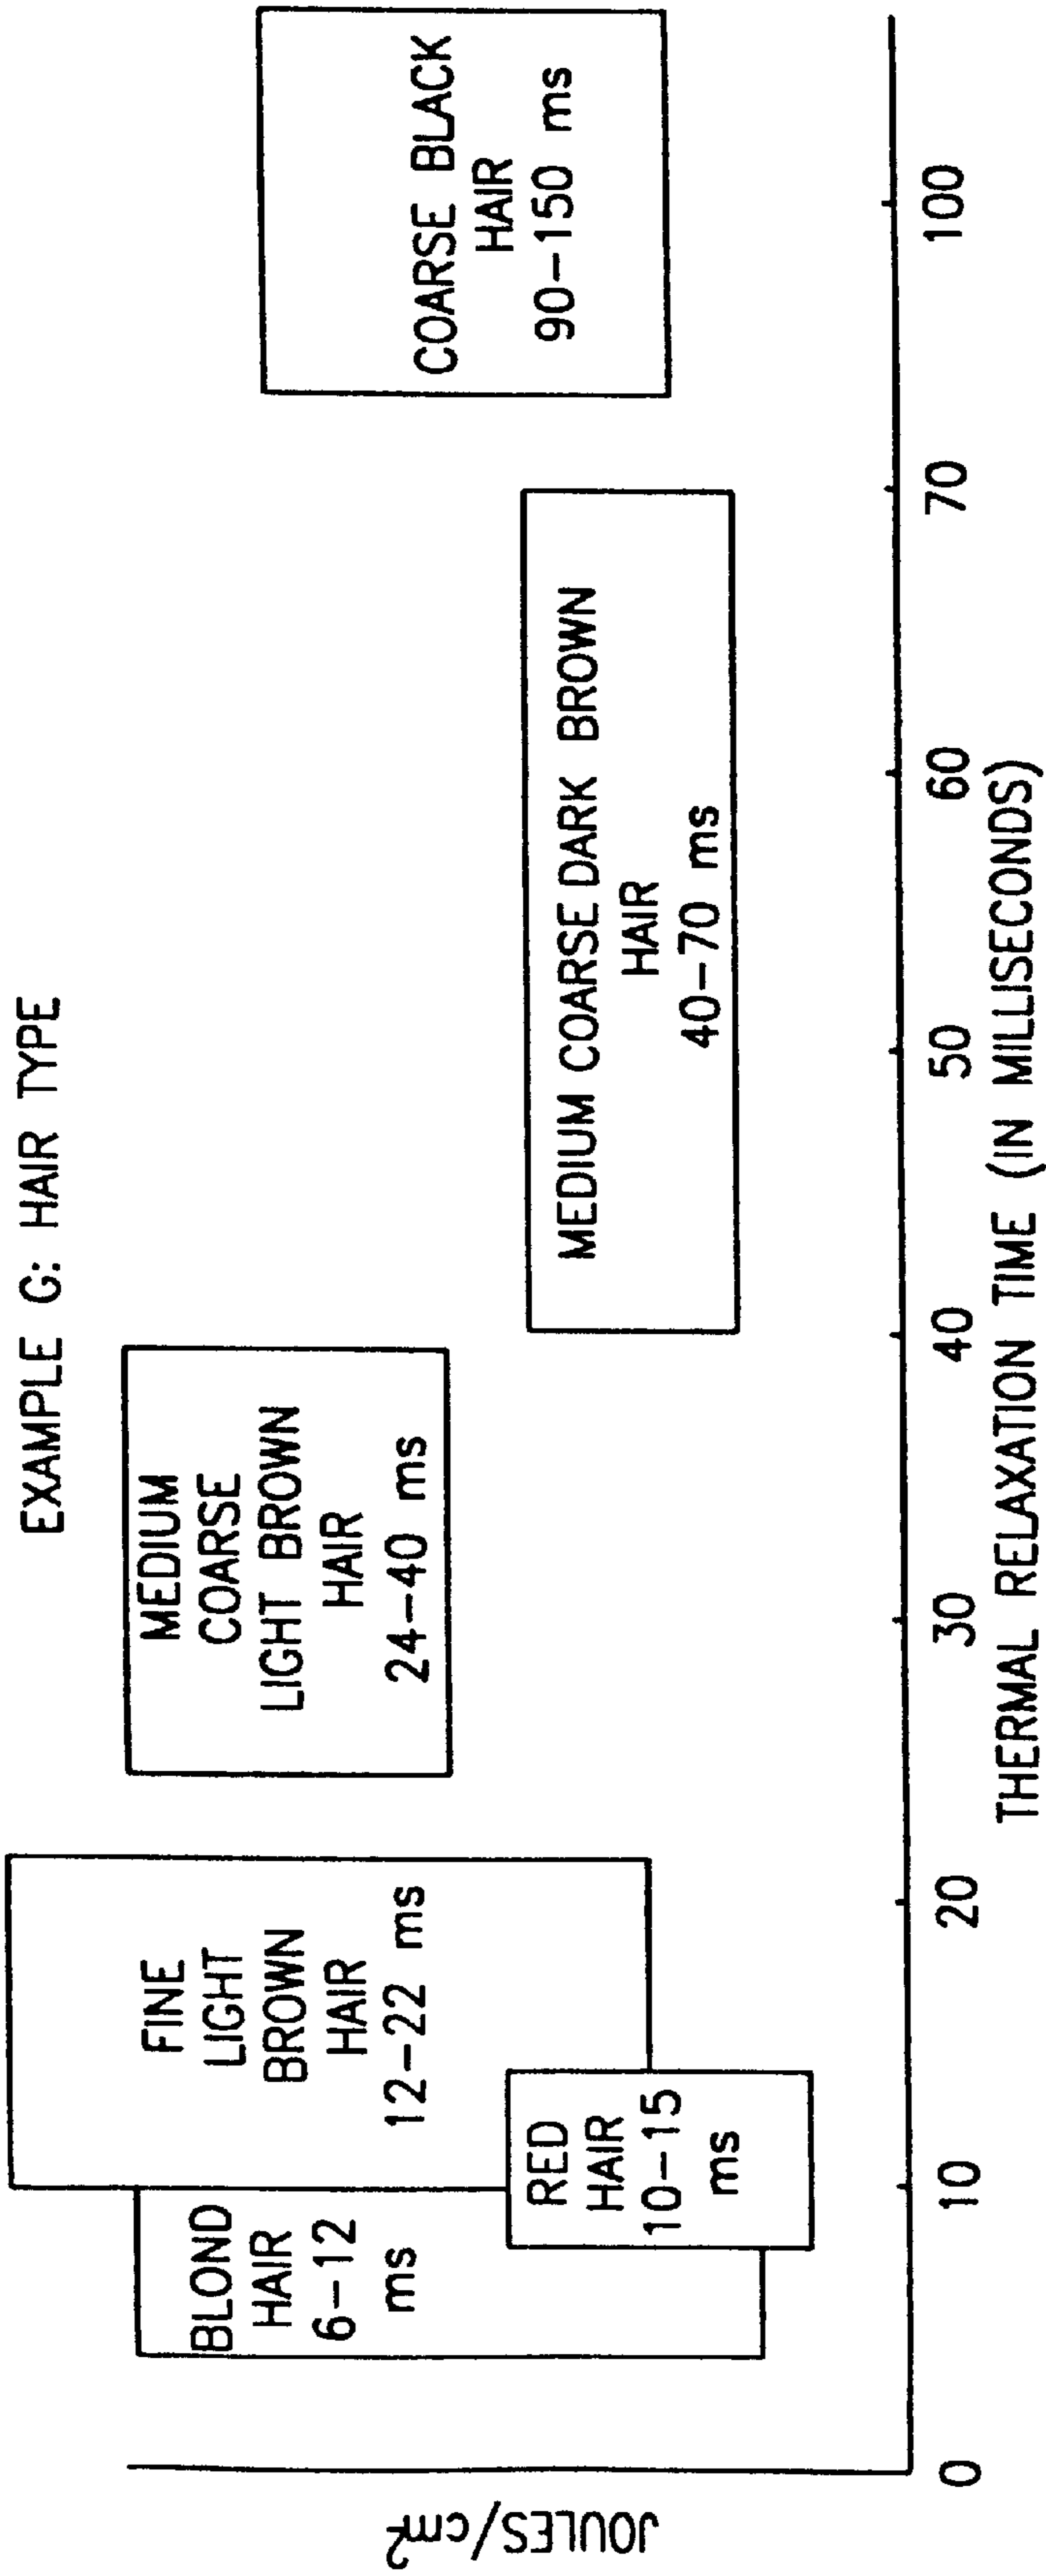 EXAMPLE G: HAIR TYPE
JOULES/cm²
BLOND
HAIR
6-12
ms
FINE
LIGHT
BROWN
HAIR
12-22 ms
RED
HAIR
10-15
ms
MEDIUM
COARSE
LIGHT BROWN
HAIR
24-40 ms
MEDIUM COARSE DARK BROWN
HAIR
40-70 ms
COARSE BLACK
HAIR
90-150 ms
0 10 20 30 40 50 60 70 100
THERMAL RELAXATION TIME (IN MILLISECONDS)